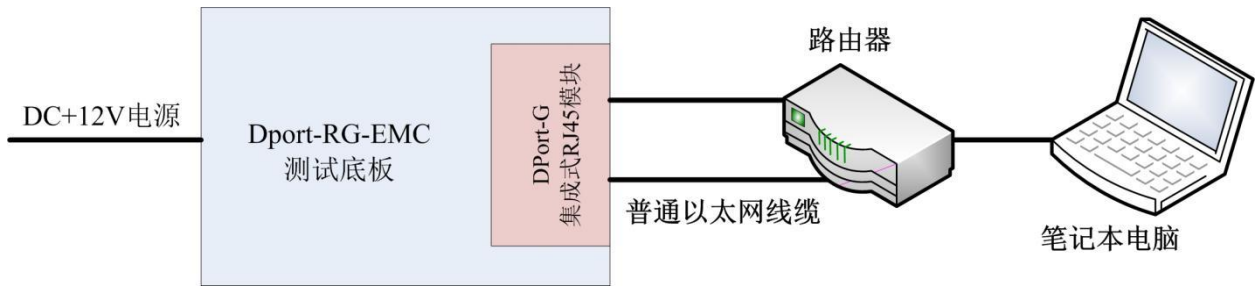 DC+12V电源
Dport-RG-EMC
测试底板
DPort-G
集成式RJ45模块
路由器
普通以太网线缆
笔记本电脑